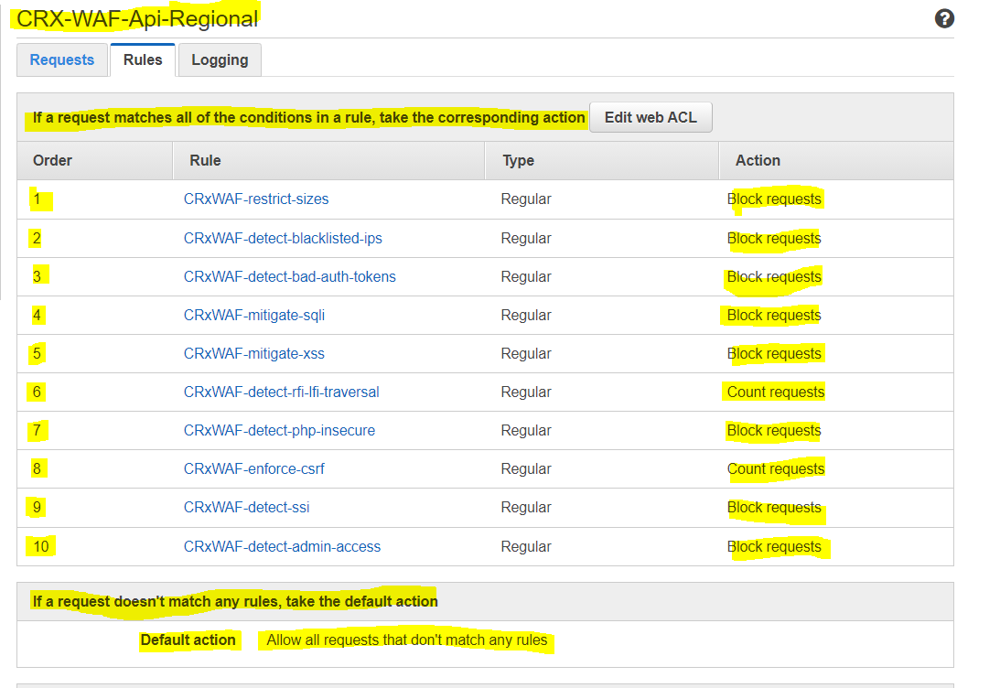 CRX-WAF-Api-Regional ?
Requests Rules Logging
If a request matches all of the conditions in a rule, take the corresponding action Edit web ACL
Order Rule Type Action
1 CRxWAF-restrict-sizes Regular Block requests
2 CRxWAF-detect-blacklisted-ips Regular Block requests
3 CRxWAF-detect-bad-auth-tokens Regular Block requests
4 CRxWAF-mitigate-sqli Regular Block requests
5 CRxWAF-mitigate-xss Regular Block requests
6 CRxWAF-detect-rfi-lfi-traversal Regular Count requests
7 CRxWAF-detect-php-insecure Regular Block requests
8 CRxWAF-enforce-csrf Regular Count requests
9 CRxWAF-detect-ssi Regular Block requests
10 CRxWAF-detect-admin-access Regular Block requests
If a request doesn't match any rules, take the default action
Default action Allow all requests that don't match any rules